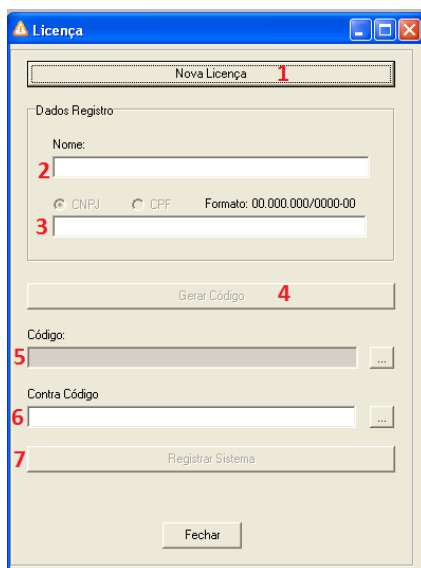 Licença
Nova Licença 1
Dados Registro
Nome:
2
CNPJ CPF Formato: 00.000.000/0000-00
3
Gerar Código 4
Código:
5 ...
Contra Código
6 ...
7 Registrar Sistema
Fechar